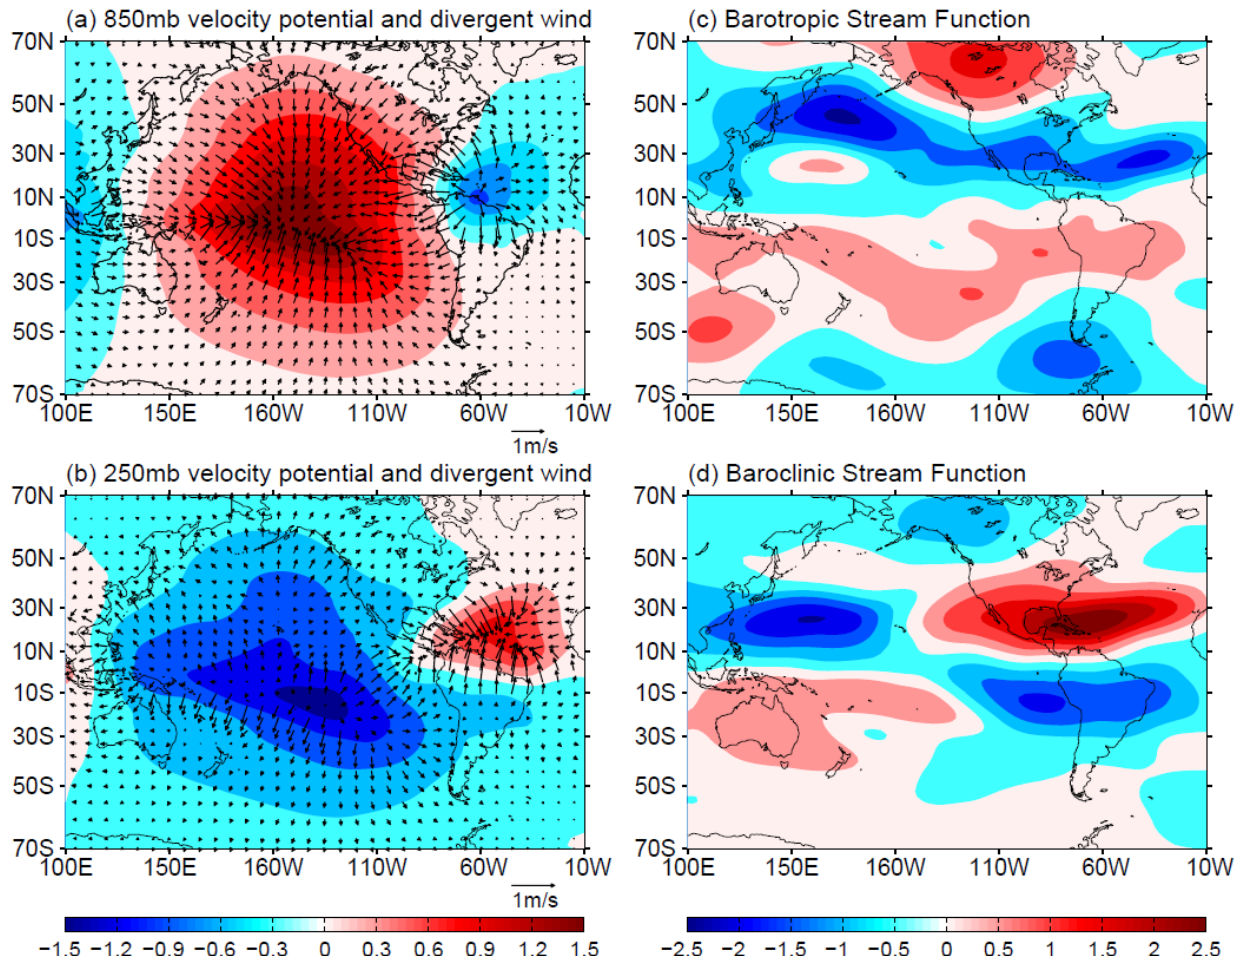 (a) 850mb velocity potential and divergent wind
70N
50N
30N
10N
10S
30S
50S
70S
100E 150E 160W 110W 60W 10W
1m/s
(c) Barotropic Stream Function
70N
50N
30N
10N
10S
30S
50S
70S
100E 150E 160W 110W 60W 10W
(b) 250mb velocity potential and divergent wind
70N
50N
30N
10N
10S
30S
50S
70S
100E 150E 160W 110W 60W 10W
1m/s
(d) Baroclinic Stream Function
70N
50N
30N
10N
10S
30S
50S
70S
100E 150E 160W 110W 60W 10W
−1.5 −1.2 −0.9 −0.6 −0.3 0 0.3 0.6 0.9 1.2 1.5
−2.5 −2 −1.5 −1 −0.5 0 0.5 1 1.5 2 2.5